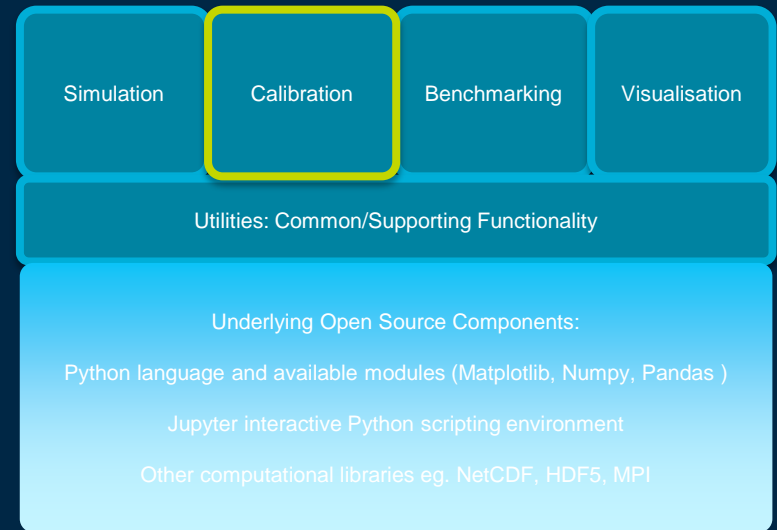 Simulation
Calibration
Benchmarking
Visualisation
Utilities: Common/Supporting Functionality
Underlying Open Source Components:
Python language and available modules (Matplotlib, Numpy, Pandas )
Jupyter interactive Python scripting environment
Other computational libraries eg. NetCDF, HDF5, MPI